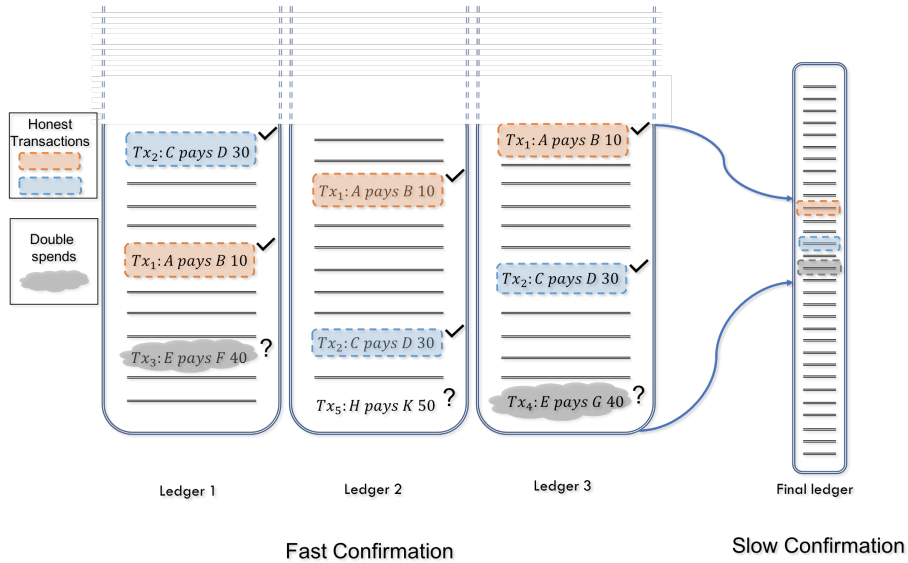 Honest
Transactions
Double
spends
Tx₂: C pays D 30
Tx₁: A pays B 10
Tx₃: E pays F 40
?
Ledger 1
Tx₁: A pays B 10
Tx₂: C pays D 30
Tx₅: H pays K 50
?
Ledger 2
Tx₁: A pays B 10
Tx₂: C pays D 30
Tx₄: E pays G 40
?
Ledger 3
Final ledger
Fast Confirmation
Slow Confirmation